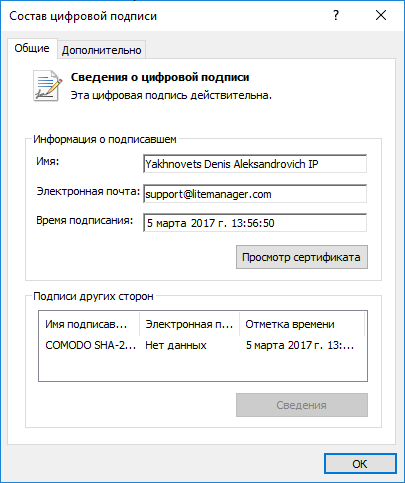 Состав цифровой подписи
Общие
Дополнительно
Сведения о цифровой подписи
Эта цифровая подпись действительна.
Информация о подписавшем
Имя:
Yakhnovets Denis Aleksandrovich IP
Электронная почта:
support@litemanager.com
Время подписания:
5 марта 2017 г. 13:56:50
Просмотр сертификата
Подписи других сторон
Имя подписав... Электронная п... Отметка времени
COMODO SHA-2... Нет данных 5 марта 2017 г. 13:...
Сведения
OK